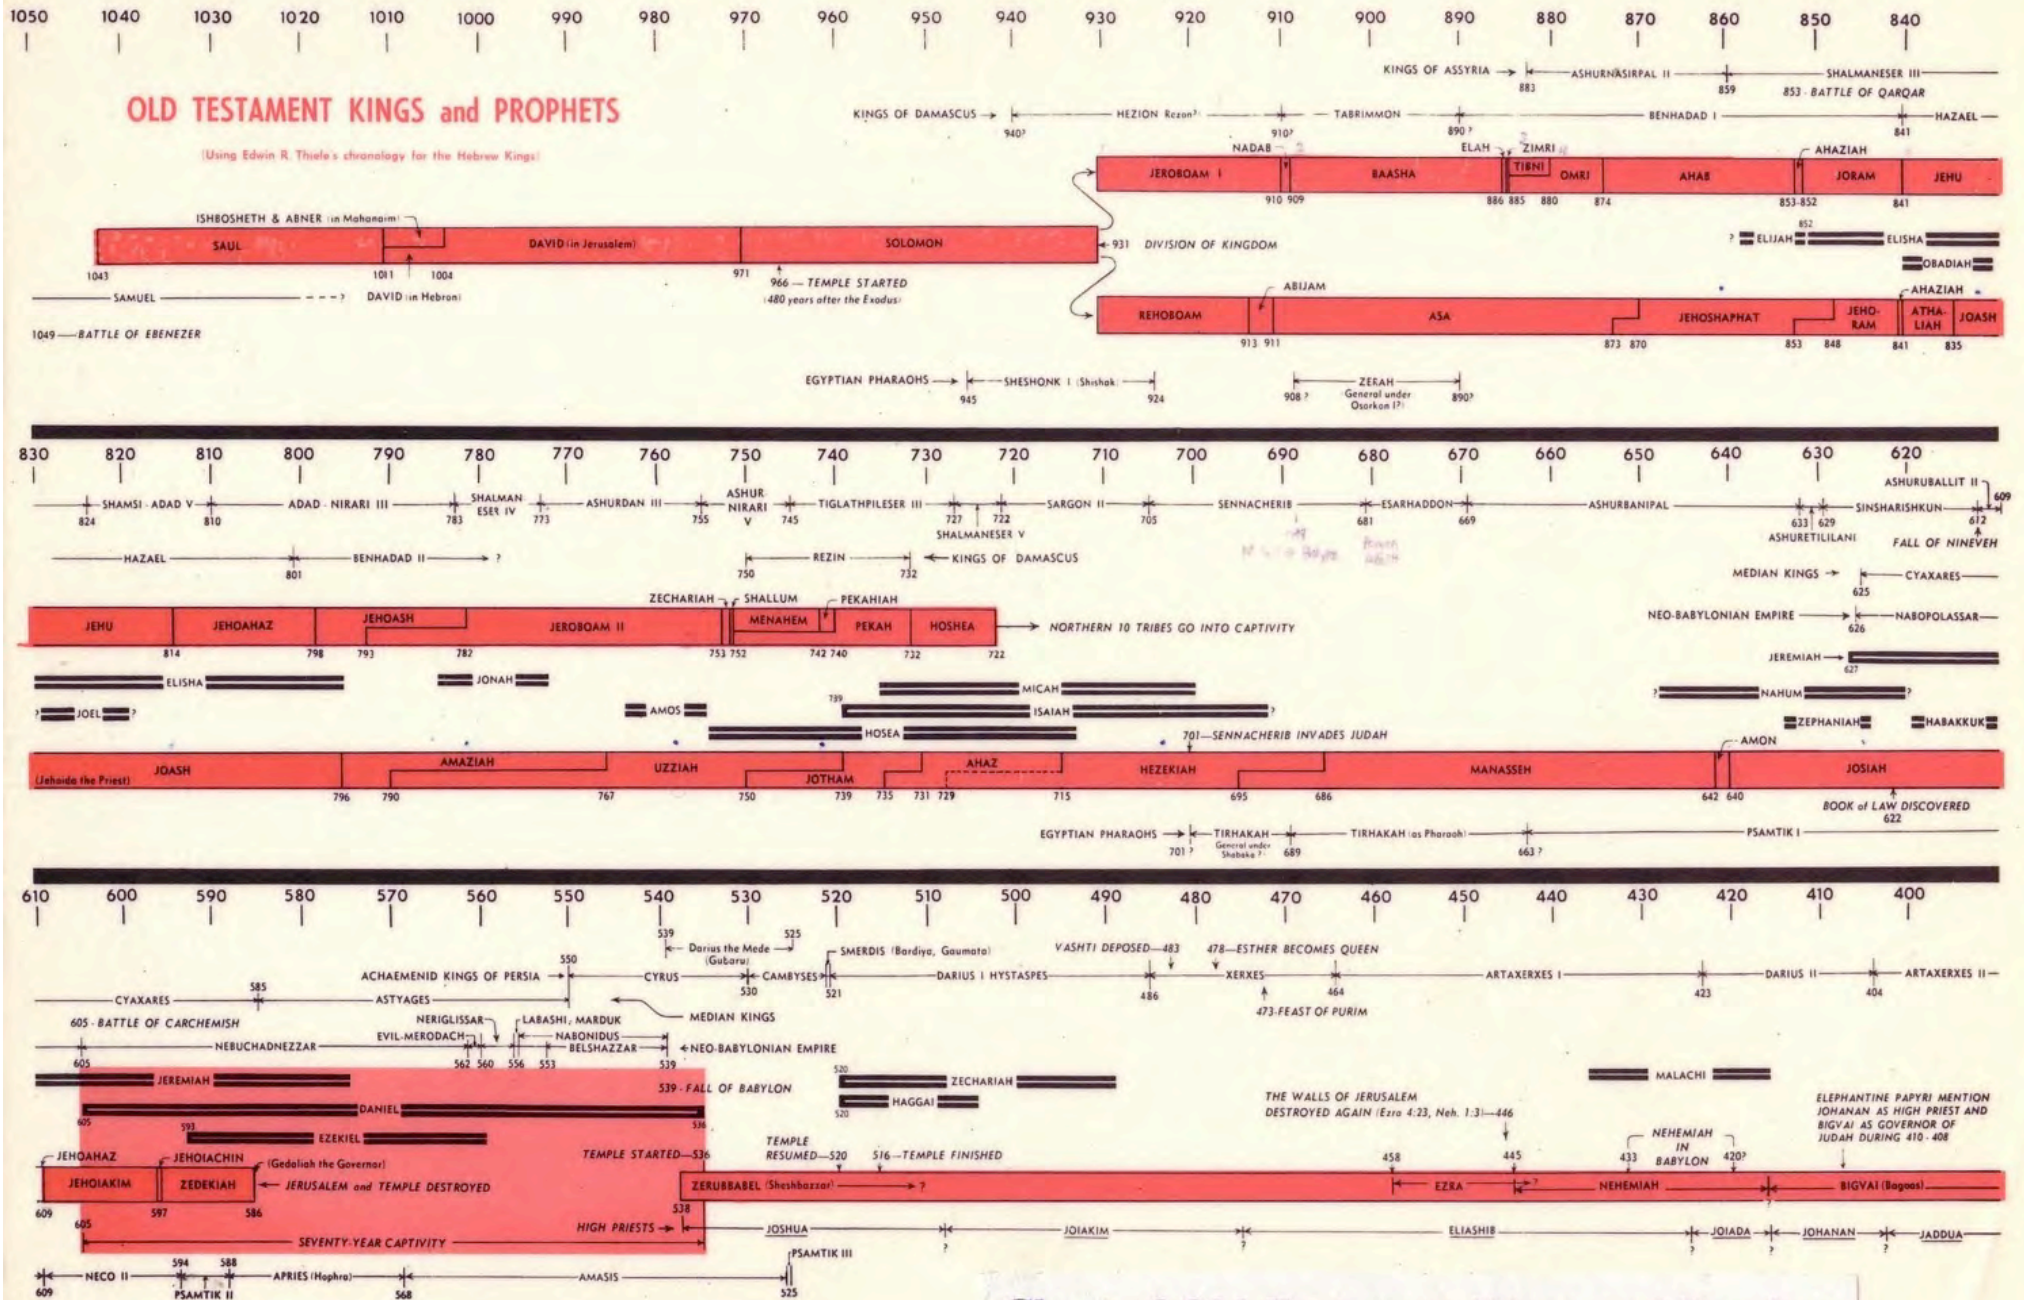 1050 1040 1030 1020 1010 1000 990 980 970 960 940 930 920 910 900 890 880 870 860 850 840
KINGS OF ASSYRIA ASHURNASIRPAL II SHALMANESER III
883 859 853 - BATTLE OF QARQAR
OLD TESTAMENT KINGS and PROPHETS
(Using Edwin R. Thiele's chronology for the Hebrew Kings)
KINGS OF DAMASCUS HEZION Rezon? TABRIMMON BENHADAD I HAZAEL
940? 910? 890? 841
NADAB ELAH ZIMRI AHAZIAH
JEROBOAM I BAASHA TIBNI OMRI AHAB JORAM JEHU
910 909 886 885 880 874 853-852 841
ISHBOSHETH & ABNER (in Mahanaim)
852
? ELIJAH ELISHA
SAUL DAVID (in Jerusalem) SOLOMON
931 DIVISION OF KINGDOM
OBADIAH
1043 1011 1004 971
966 — TEMPLE STARTED
(480 years after the Exodus)
SAMUEL ---? DAVID (in Hebron)
ABIJAM AHAZIAH
REHOBOAM ASA JEHOSHAPHAT JEHO-RAM ATHA-LIAH JOASH
1049 — BATTLE OF EBENEZER
913 911 873 870 853 848 841 835
EGYPTIAN PHARAOHS SHESHONK I (Shishak) ZERAH
General under
Osorkon I?)
945 924 908? 890?
830 820 810 800 790 780 770 760 750 740 730 720 710 700 690 680 670 660 640 630 620
ASHURUBALLIT II 609
SHAMSI-ADAD V ADAD-NIRARI III SHALMAN ESER IV ASHURDAN III ASHUR NIRARI V TIGLATHPILESER III SARGON II SENNACHERIB ESARHADDON ASHURBANIPAL SINSHARISHKUN
824 810 783 773 755 745 727 722 705 681 669 633 629 612
SHALMANESER V ASHURETILILANI FALL OF NINEVEH
HAZAEL BENHADAD II ? REZIN KINGS OF DAMASCUS
801 750 732
MEDIAN KINGS CYAXARES
625
ZECHARIAH SHALLUM PEKAHIAH
JEHU JEHOAHAZ JEHOASH JEROBOAM II MENAHEM PEKAH HOSHEA NORTHERN 10 TRIBES GO INTO CAPTIVITY
NEO-BABYLONIAN EMPIRE NABOPOLASSAR
626
814 798 793 782 753 752 742 740 732 722
JEREMIAH
627
ELISHA JONAH MICAH
? NAHUM ?
? JOEL ? AMOS 739 ISAIAH ?
ZEPHANIAH HABAKKUK
HOSEA
701—SENNACHERIB INVADES JUDAH
AMON
(Jehoida the Priest) JOASH AMAZIAH UZZIAH JOTHAM AHAZ HEZEKIAH MANASSEH JOSIAH
796 790 767 750 739 735 731 729 715 695 686 642 640
BOOK of LAW DISCOVERED
622
EGYPTIAN PHARAOHS TIRHAKAH TIRHAKAH (as Pharaoh) PSAMTIK I
General under
Shabaka ?
701 ? 689 663 ?
610 600 590 580 570 560 550 540 530 520 510 500 490 480 470 460 450 440 430 420 410 400
539 525
Darius the Mede
(Gubaru)
SMERDIS (Bardiya, Gaumata)
VASHTI DEPOSED—483 478—ESTHER BECOMES QUEEN
550
ACHAEMENID KINGS OF PERSIA CYRUS CAMBYSES DARIUS I HYSTASPES XERXES ARTAXERXES I DARIUS II ARTAXERXES II
530 521 486 464 423 404
585
CYAXARES ASTYAGES MEDIAN KINGS
473-FEAST OF PURIM
605 - BATTLE OF CARCHEMISH
NERIGLISSAR LABASHI, MARDUK
EVIL-MERODACH NABONIDUS
NEBUCHADNEZZAR BELSHAZZAR NEO-BABYLONIAN EMPIRE
605 562 560 556 553 539
JEREMIAH
539 - FALL OF BABYLON
520 ZECHARIAH
MALACHI
520 HAGGAI
DANIEL
605 536
THE WALLS OF JERUSALEM
DESTROYED AGAIN (Ezra 4:23, Neh. 1:3)—446
ELEPHANTINE PAPYRI MENTION
JOHANAN AS HIGH PRIEST AND
BIGVAI AS GOVERNOR OF
JUDAH DURING 410 - 408
593 EZEKIEL
JEHOAHAZ JEHOIACHIN (Gedaliah the Governor)
TEMPLE STARTED—536
TEMPLE
RESUMED—520
516—TEMPLE FINISHED
458 445 433 NEHEMIAH IN BABYLON 420?
JEHOIAKIM ZEDEKIAH JERUSALEM and TEMPLE DESTROYED
ZERUBBABEL (Sheshbazzar) ? EZRA ? NEHEMIAH BIGVAI (Bagoas)
609 597 586 538
605
HIGH PRIESTS JOSHUA JOIAKIM ELIASHIB JOIADA JOHANAN JADDUA
? ? ? ? ?
SEVENTY-YEAR CAPTIVITY
PSAMTIK III
594 588
NECO II APRIES (Hophra) AMASIS
609 PSAMTIK II 568 525